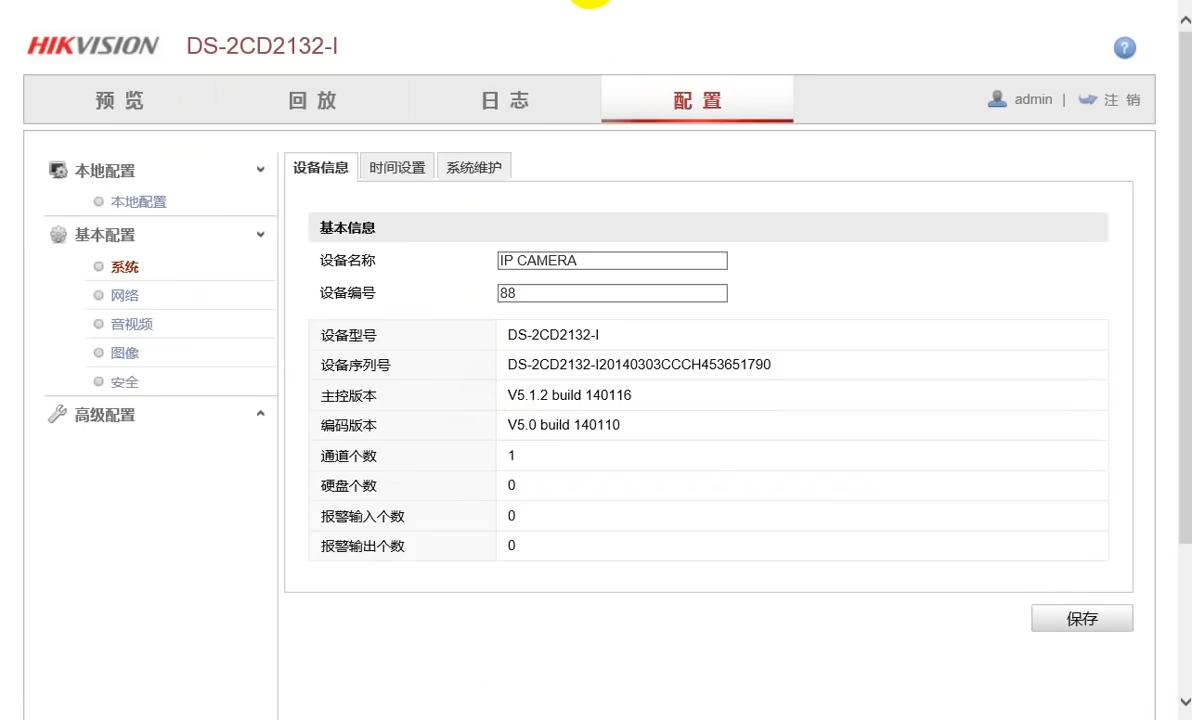 HIKVISION DS-2CD2132-I
预 览 回 放 日 志 配 置 admin | 注 销
本地配置
本地配置
基本配置
系统
网络
音视频
图像
安全
高级配置
设备信息 时间设置 系统维护
基本信息
设备名称 IP CAMERA
设备编号 88
设备型号 DS-2CD2132-I
设备序列号 DS-2CD2132-I20140303CCCH453651790
主控版本 V5.1.2 build 140116
编码版本 V5.0 build 140110
通道个数 1
硬盘个数 0
报警输入个数 0
报警输出个数 0
保存